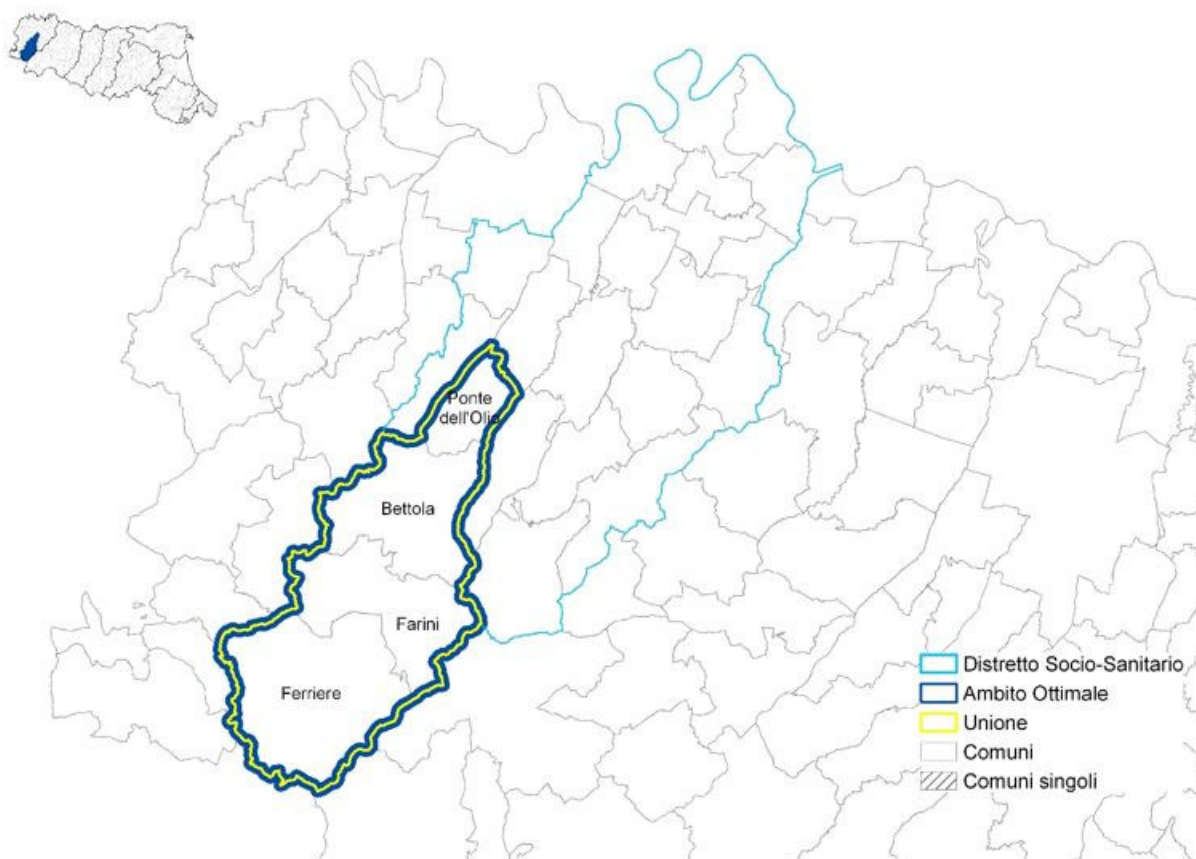 Ponte
dell'Olio
Bettola
Farini
Ferriere
Distretto Socio-Sanitario
Ambito Ottimale
Unione
Comuni
Comuni singoli